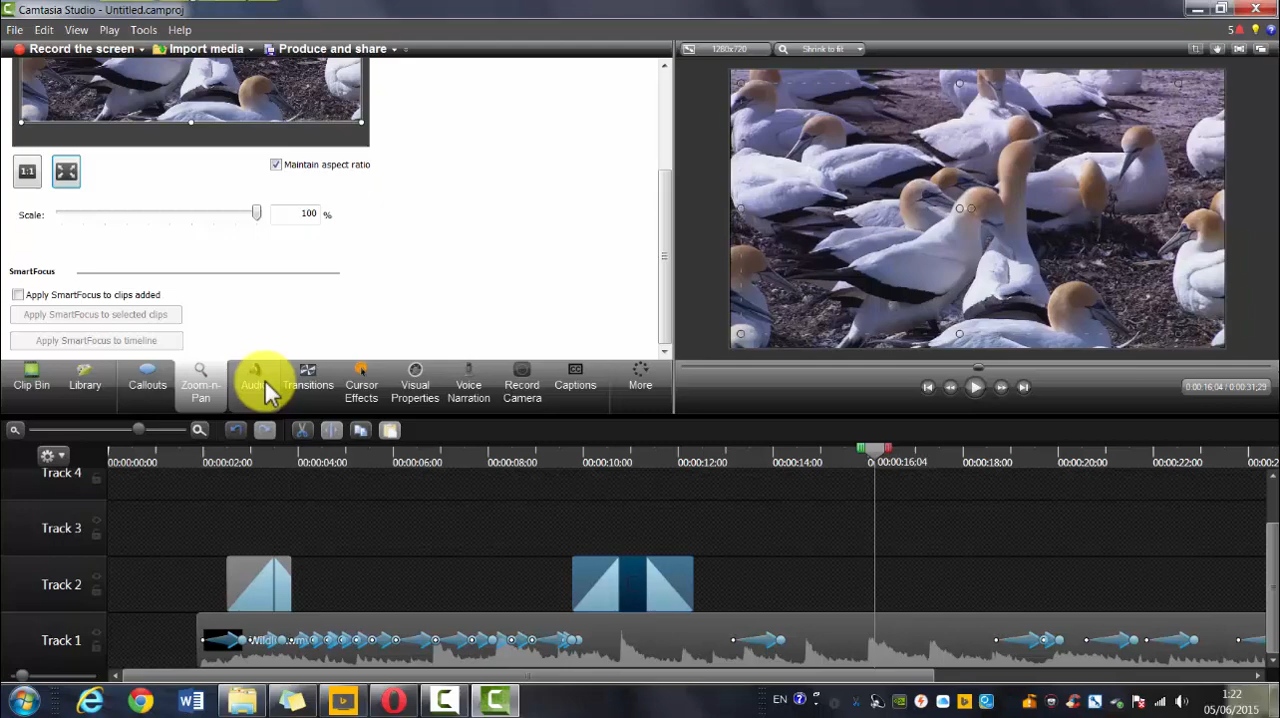 Camtasia Studio - Untitled.camproj
File Edit View Play Tools Help
5
Record the screen Import media Produce and share
1280x720 Shrink to fit
1:1
Maintain aspect ratio
Scale: 100 %
SmartFocus
Apply SmartFocus to clips added
Apply SmartFocus to selected clips
Apply SmartFocus to timeline
Clip Bin
Library
Callouts
Zoom-n-Pan
Audio
Transitions
Cursor Effects
Visual Properties
Voice Narration
Record Camera
Captions
More
0:00:16;04 / 0:00:31;29
00:00:00;00 00:00:02;00 00:00:04;00 00:00:06;00 00:00:08;00 00:00:10;00 00:00:12;00 00:00:14;00 00:00:16;04 00:00:18;00 00:00:20;00 00:00:22;00
Track 4
Track 3
Track 2
Track 1
EN
1:22
05/06/2015